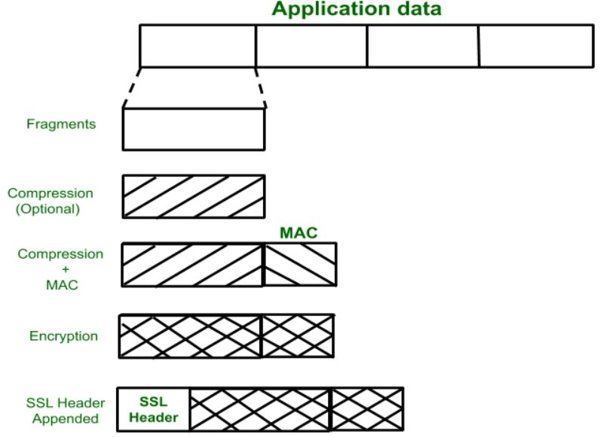 Application data
Fragments
Compression
(Optional)
MAC
Compression
+
MAC
Encryption
SSL Header
Appended
SSL
Header